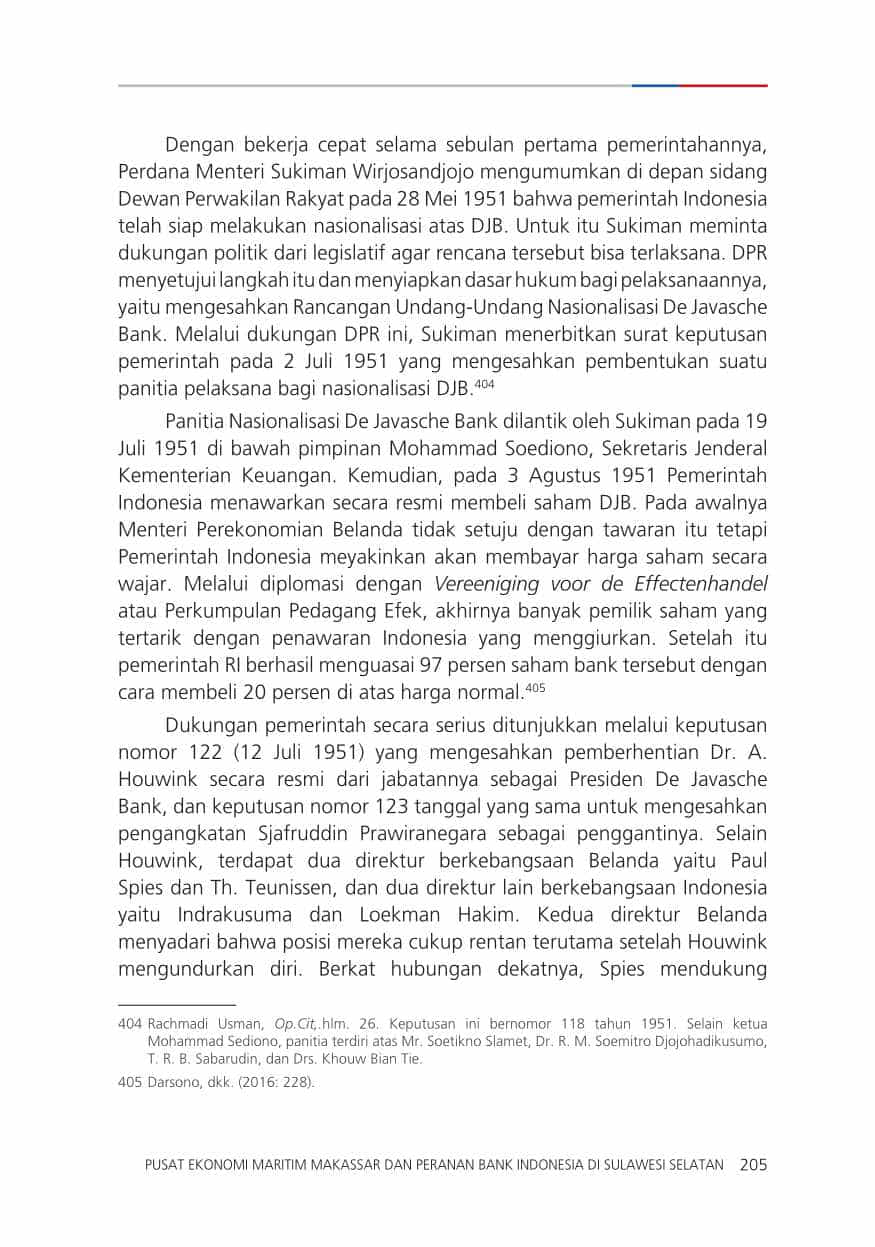 Dengan bekerja cepat selama sebulan pertama pemerintahannya,
Perdana Menteri Sukiman Wirjosandjojo mengumumkan di depan sidang
Dewan Perwakilan Rakyat pada 28 Mei 1951 bahwa pemerintah Indonesia
telah siap melakukan nasionalisasi atas DJB. Untuk itu Sukiman meminta
dukungan politik dari legislatif agar rencana tersebut bisa terlaksana. DPR
menyetujui langkah itu dan menyiapkan dasar hukum bagi pelaksanaannya,
yaitu mengesahkan Rancangan Undang-Undang Nasionalisasi De Javasche
Bank. Melalui dukungan DPR ini, Sukiman menerbitkan surat keputusan
pemerintah pada 2 Juli 1951 yang mengesahkan pembentukan suatu
panitia pelaksana bagi nasionalisasi DJB.404
Panitia Nasionalisasi De Javasche Bank dilantik oleh Sukiman pada 19
Juli 1951 di bawah pimpinan Mohammad Soediono, Sekretaris Jenderal
Kementerian Keuangan. Kemudian, pada 3 Agustus 1951 Pemerintah
Indonesia menawarkan secara resmi membeli saham DJB. Pada awalnya
Menteri Perekonomian Belanda tidak setuju dengan tawaran itu tetapi
Pemerintah Indonesia meyakinkan akan membayar harga saham secara
wajar. Melalui diplomasi dengan Vereeniging voor de Effectenhandel
atau Perkumpulan Pedagang Efek, akhirnya banyak pemilik saham yang
tertarik dengan penawaran Indonesia yang menggiurkan. Setelah itu
pemerintah RI berhasil menguasai 97 persen saham bank tersebut dengan
cara membeli 20 persen di atas harga normal.405
Dukungan pemerintah secara serius ditunjukkan melalui keputusan
nomor 122 (12 Juli 1951) yang mengesahkan pemberhentian Dr. A.
Houwink secara resmi dari jabatannya sebagai Presiden De Javasche
Bank, dan keputusan nomor 123 tanggal yang sama untuk mengesahkan
pengangkatan Sjafruddin Prawiranegara sebagai penggantinya. Selain
Houwink, terdapat dua direktur berkebangsaan Belanda yaitu Paul
Spies dan Th. Teunissen, dan dua direktur lain berkebangsaan Indonesia
yaitu Indrakusuma dan Loekman Hakim. Kedua direktur Belanda
menyadari bahwa posisi mereka cukup rentan terutama setelah Houwink
mengundurkan diri. Berkat hubungan dekatnya, Spies mendukung
404 Rachmadi Usman, Op.Cit,.hlm. 26. Keputusan ini bernomor 118 tahun 1951. Selain ketua
Mohammad Sediono, panitia terdiri atas Mr. Soetikno Slamet, Dr. R. M. Soemitro Djojohadikusumo,
T. R. B. Sabarudin, dan Drs. Khouw Bian Tie.
405 Darsono, dkk. (2016: 228).
PUSAT EKONOMI MARITIM MAKASSAR DAN PERANAN BANK INDONESIA DI SULAWESI SELATAN 205